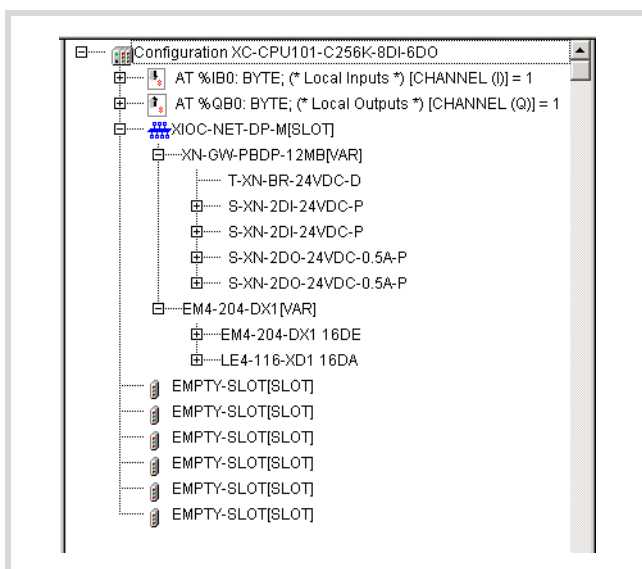 Configuration XC-CPU101-C256K-8DI-6DO
AT %IB0: BYTE; (* Local Inputs *) [CHANNEL (I)] = 1
AT %QB0: BYTE; (* Local Outputs *) [CHANNEL (Q)] = 1
XIOC-NET-DP-M[SLOT]
XN-GW-PBDP-12MB[VAR]
T-XN-BR-24VDC-D
S-XN-2DI-24VDC-P
S-XN-2DI-24VDC-P
S-XN-2DO-24VDC-0.5A-P
S-XN-2DO-24VDC-0.5A-P
EM4-204-DX1[VAR]
EM4-204-DX1 16DE
LE4-116-XD1 16DA
EMPTY-SLOT[SLOT]
EMPTY-SLOT[SLOT]
EMPTY-SLOT[SLOT]
EMPTY-SLOT[SLOT]
EMPTY-SLOT[SLOT]
EMPTY-SLOT[SLOT]